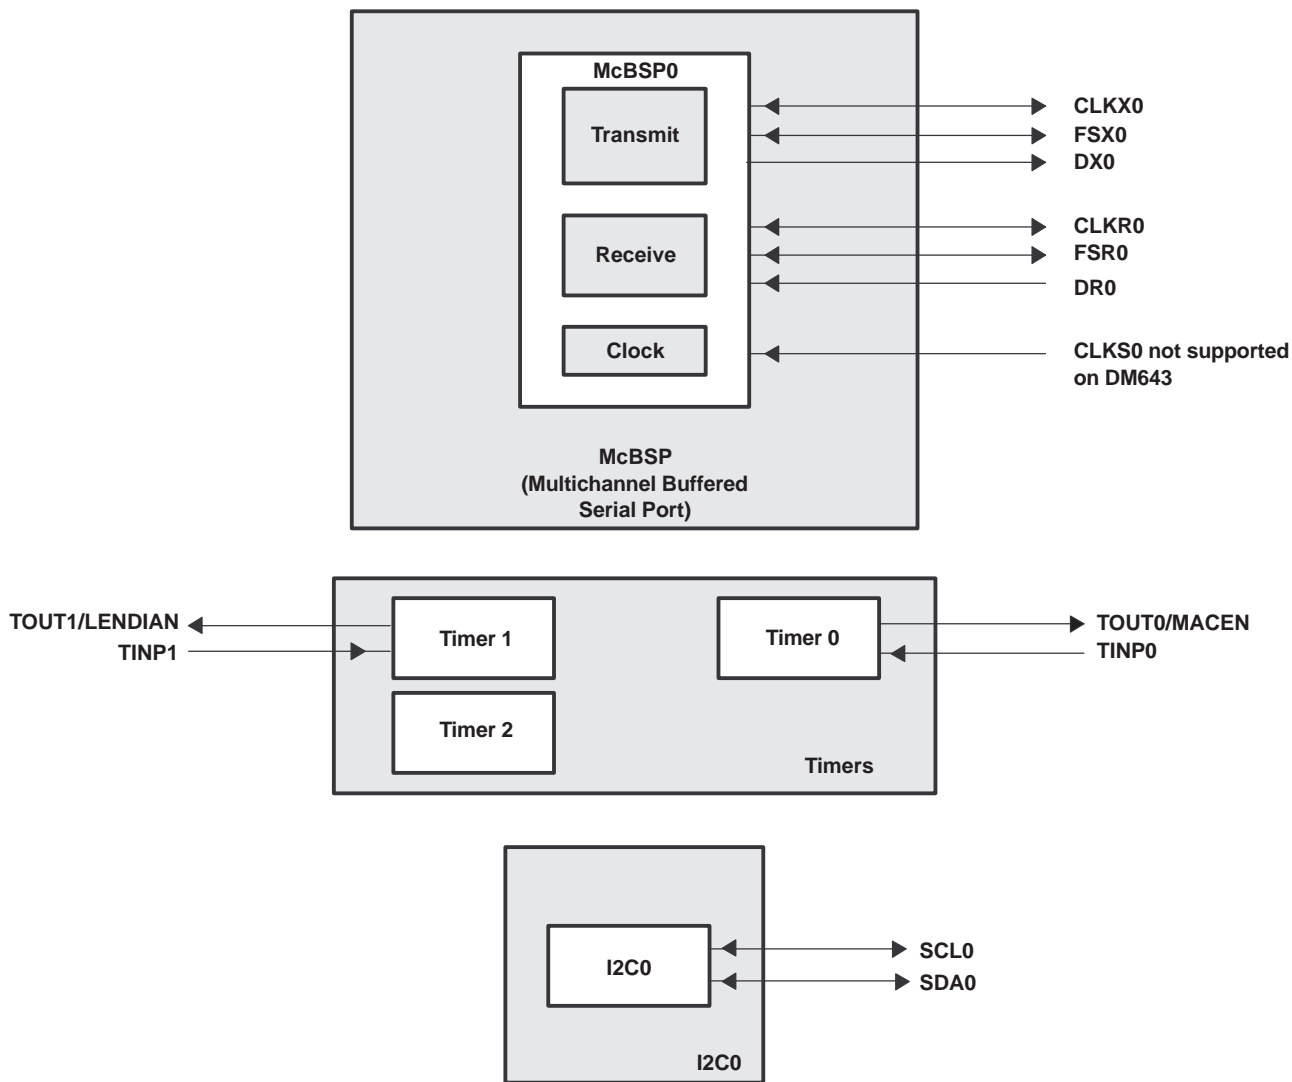 McBSP0
Transmit
CLKX0
FSX0
DX0
Receive
CLKR0
FSR0
DR0
Clock
CLKS0 not supported
on DM643
McBSP
(Multichannel Buffered
Serial Port)
TOUT1/LENDIAN
TINP1
Timer 1
Timer 0
TOUT0/MACEN
TINP0
Timer 2
Timers
I2C0
SCL0
SDA0
I2C0